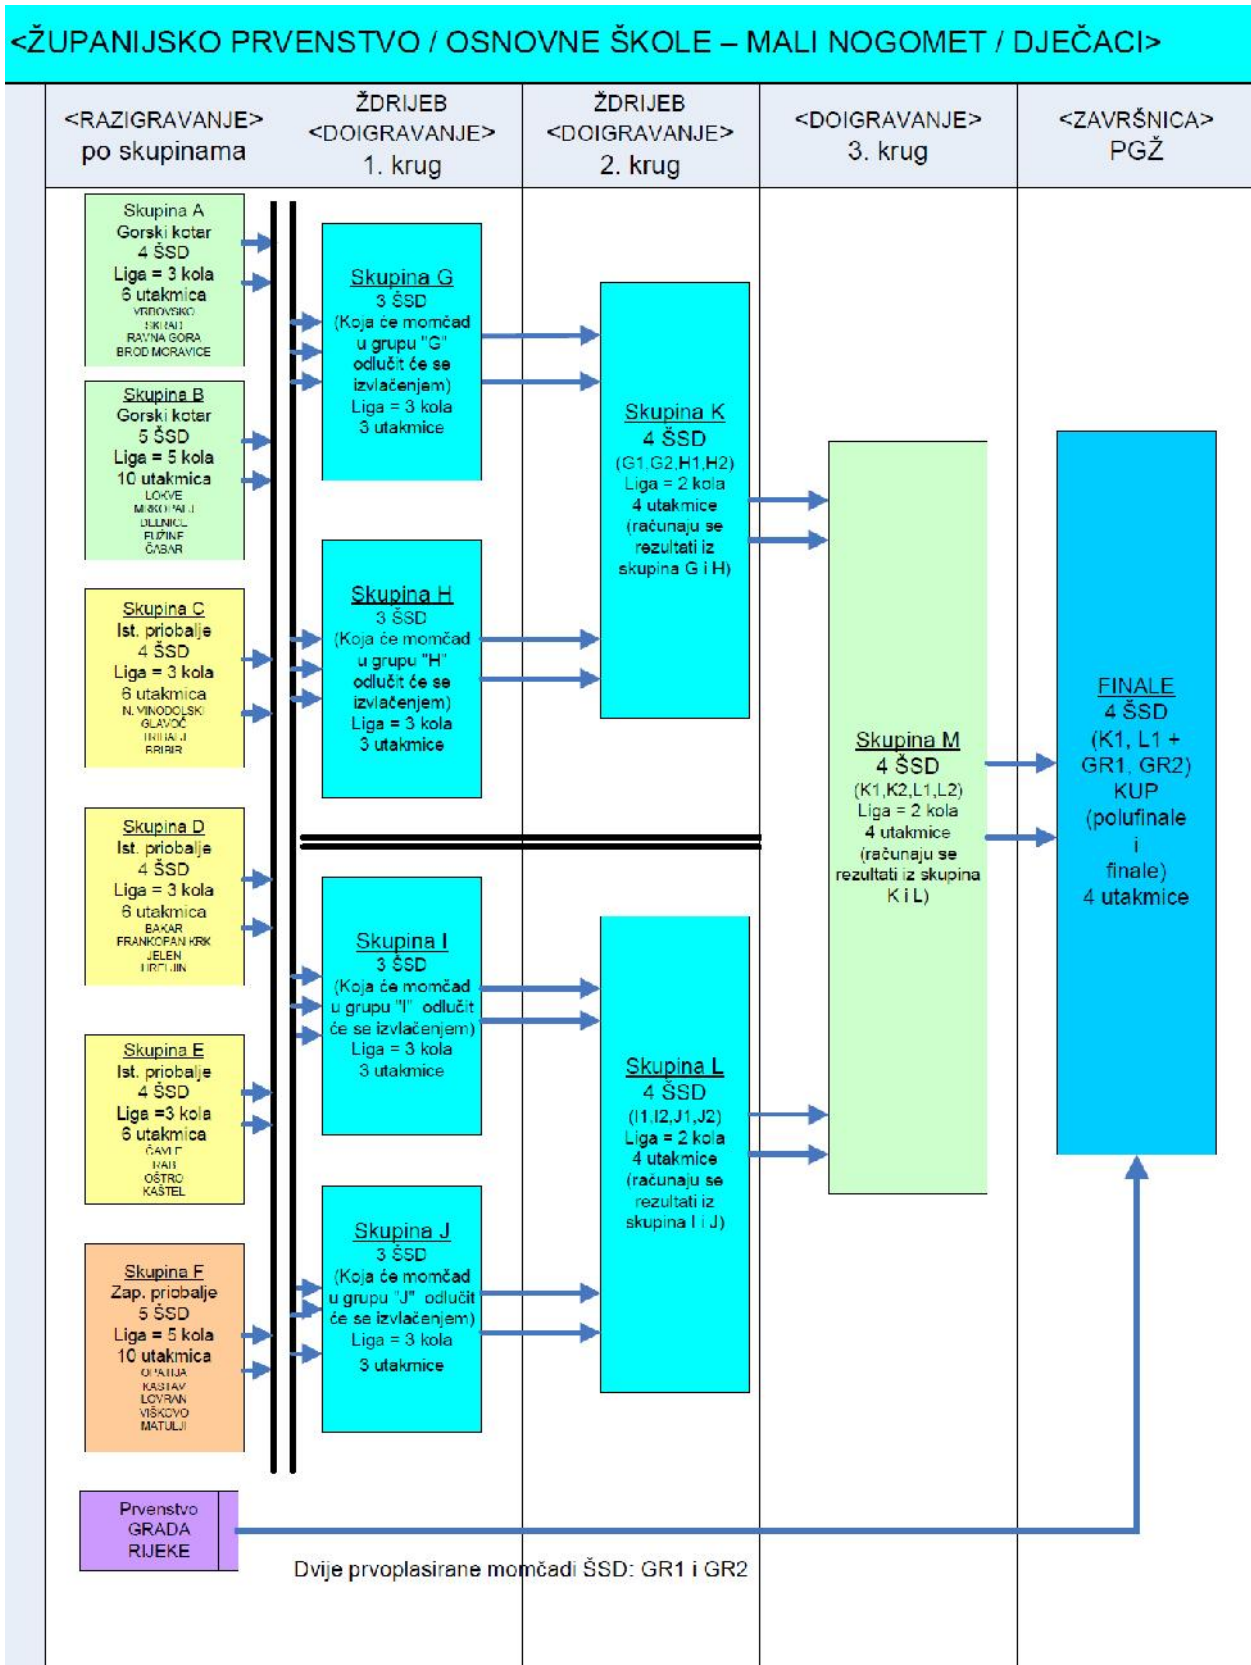 <ŽUPANIJSKO PRVENSTVO / OSNOVNE ŠKOLE – MALI NOGOMET / DJEČACI>
<RAZIGRAVANJE>
po skupinama
ŽDRIJEB
<DOIGRAVANJE>
1. krug
ŽDRIJEB
<DOIGRAVANJE>
2. krug
<DOIGRAVANJE>
3. krug
<ZAVRŠNICA>
PGŽ
Skupina A
Gorski kotar
4 ŠSD
Liga = 3 kola
6 utakmica
VRBOVSKO
SKRAD
RAVNA GORA
BROD MORAVICE
Skupina B
Gorski kotar
5 ŠSD
Liga = 5 kola
10 utakmica
LOKVE
MRKOPALJ
DELNICE
FUŽINE
ČABAR
Skupina C
Ist. priobalje
4 ŠSD
Liga = 3 kola
6 utakmica
N. VINODOLSKI
GLAVOČ
TRIBALJ
BRIBIR
Skupina D
Ist. priobalje
4 ŠSD
Liga = 3 kola
6 utakmica
BAKAR
FRANKOPAN KRK
JELEN
HRELJIN
Skupina E
Ist. priobalje
4 ŠSD
Liga =3 kola
6 utakmica
ČAVLE
RAB
OŠTRO
KAŠTEL
Skupina F
Zap. priobalje
5 ŠSD
Liga = 5 kola
10 utakmica
OPATIJA
KASTAV
LOVRAN
VIŠKOVO
MATULJI
Prvenstvo
GRADA
RIJEKE
Skupina G
3 ŠSD
(Koja će momčad
u grupu "G"
odlučit će se
izvlačenjem)
Liga = 3 kola
3 utakmice
Skupina H
3 ŠSD
(Koja će momčad
u grupu "H"
odlučit će se
izvlačenjem)
Liga = 3 kola
3 utakmice
Skupina I
3 ŠSD
(Koja će momčad
u grupu "I" odlučit
će se izvlačenjem)
Liga = 3 kola
3 utakmice
Skupina J
3 ŠSD
(Koja će momčad
u grupu "J" odlučit
će se izvlačenjem)
Liga = 3 kola
3 utakmice
Skupina K
4 ŠSD
(G1,G2,H1,H2)
Liga = 2 kola
4 utakmice
(računaju se
rezultati iz
skupina G i H)
Skupina L
4 ŠSD
(I1,I2,J1,J2)
Liga = 2 kola
4 utakmice
(računaju se
rezultati iz
skupina I i J)
Skupina M
4 ŠSD
(K1,K2,L1,L2)
Liga = 2 kola
4 utakmice
(računaju se
rezultati iz skupina
K i L)
FINALE
4 ŠSD
(K1, L1 +
GR1, GR2)
KUP
(polufinale
i
finale)
4 utakmice
Dvije prvoplasirane momčadi ŠSD: GR1 i GR2